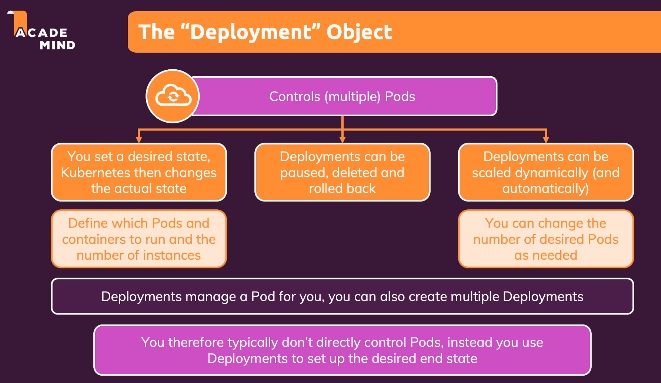 ACADE
MIND
The “Deployment” Object
Controls (multiple) Pods
You set a desired state,
Kubernetes then changes
the actual state
Deployments can be
paused, deleted and
rolled back
Deployments can be
scaled dynamically (and
automatically)
Define which Pods and
containers to run and the
number of instances
You can change the
number of desired Pods
as needed
Deployments manage a Pod for you, you can also create multiple Deployments
You therefore typically don’t directly control Pods, instead you use
Deployments to set up the desired end state